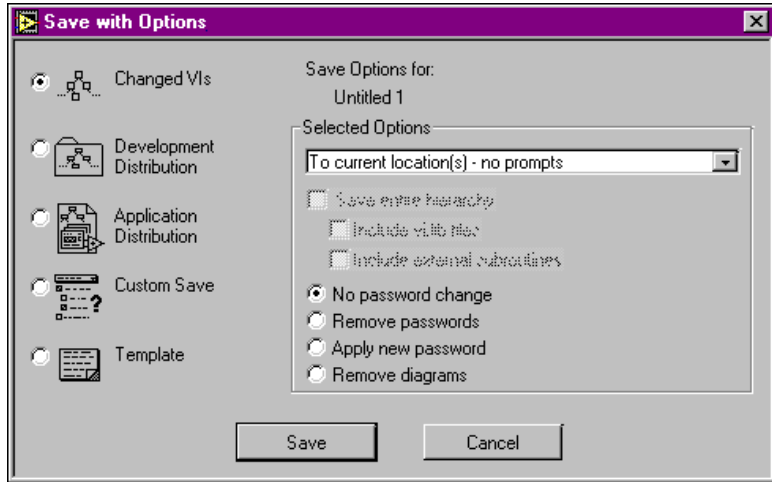 Save with Options
Changed VIs
Development
Distribution
Application
Distribution
Custom Save
Template
Save Options for:
Untitled 1
Selected Options
To current location(s) - no prompts
Save entire hierarchy
Include vi.lib files
Include external subroutines
No password change
Remove passwords
Apply new password
Remove diagrams
Save
Cancel